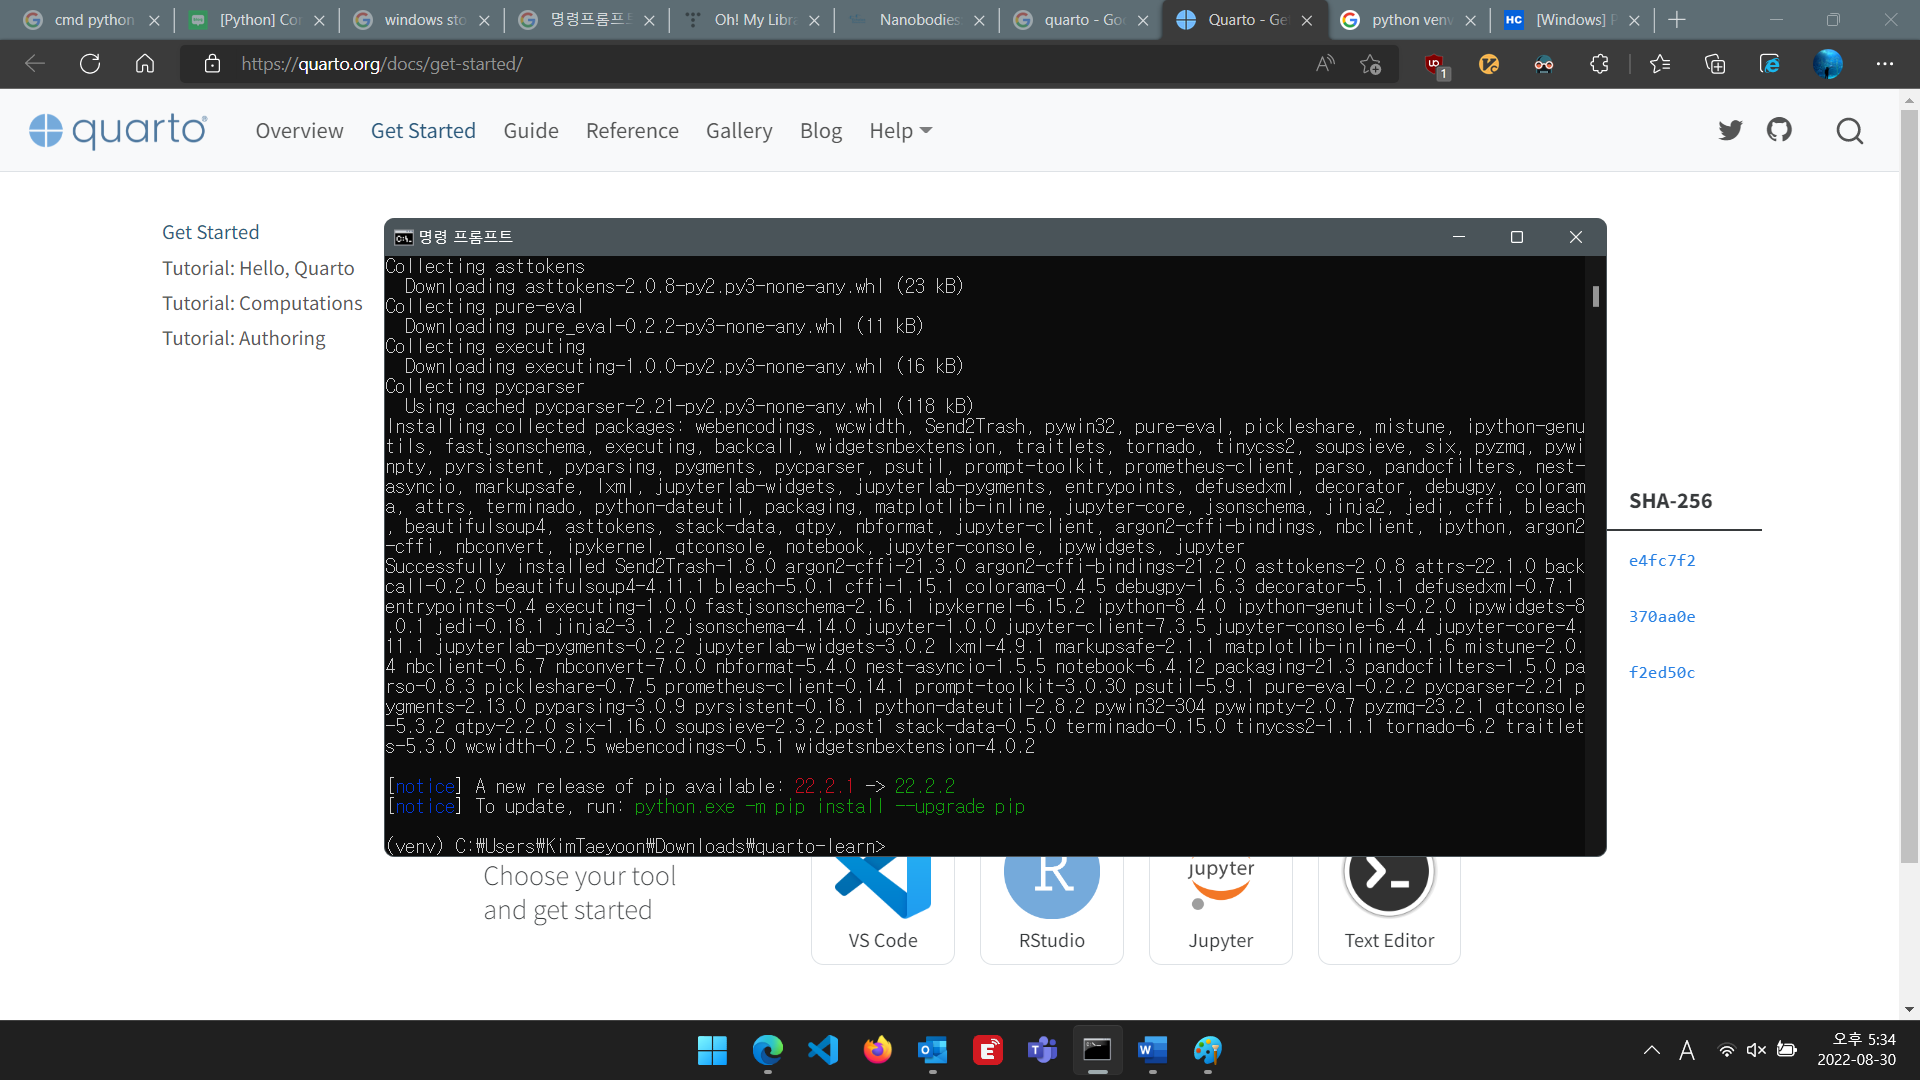 cmd python
[Python] Co
windows sto
명령프롬프트
Oh! My Libr
Nanobodies
quarto - Go
Quarto - Ge
python venv
HC [Windows] P
https://quarto.org/docs/get-started/
1
quarto
Overview
Get Started
Guide
Reference
Gallery
Blog
Help
Get Started
Tutorial: Hello, Quarto
Tutorial: Computations
Tutorial: Authoring
명령 프롬프트
Collecting asttokens
Downloading asttokens-2.0.8-py2.py3-none-any.whl (23 kB)
Collecting pure-eval
Downloading pure_eval-0.2.2-py3-none-any.whl (11 kB)
Collecting executing
Downloading executing-1.0.0-py2.py3-none-any.whl (16 kB)
Collecting pycparser
Using cached pycparser-2.21-py2.py3-none-any.whl (118 kB)
Installing collected packages: webencodings, wcwidth, Send2Trash, pywin32, pure-eval, pickleshare, mistune, ipython-genu
tils, fastjsonschema, executing, backcall, widgetsnbextension, traitlets, tornado, tinycss2, soupsieve, six, pyzmq, pywi
npty, pyrsistent, pyparsing, pygments, pycparser, psutil, prompt-toolkit, prometheus-client, parso, pandocfilters, nest-
asyncio, markupsafe, lxml, jupyterlab-widgets, jupyterlab-pygments, entrypoints, defusedxml, decorator, debugpy, coloram
a, attrs, terminado, python-dateutil, packaging, matplotlib-inline, jupyter-core, jsonschema, jinja2, jedi, cffi, bleach
, beautifulsoup4, asttokens, stack-data, qtpy, nbformat, jupyter-client, argon2-cffi-bindings, nbclient, ipython, argon2
-cffi, nbconvert, ipykernel, qtconsole, notebook, jupyter-console, ipywidgets, jupyter
Successfully installed Send2Trash-1.8.0 argon2-cffi-21.3.0 argon2-cffi-bindings-21.2.0 asttokens-2.0.8 attrs-22.1.0 back
call-0.2.0 beautifulsoup4-4.11.1 bleach-5.0.1 cffi-1.15.1 colorama-0.4.5 debugpy-1.6.3 decorator-5.1.1 defusedxml-0.7.1
entrypoints-0.4 executing-1.0.0 fastjsonschema-2.16.1 ipykernel-6.15.2 ipython-8.4.0 ipython-genutils-0.2.0 ipywidgets-8
.0.1 jedi-0.18.1 jinja2-3.1.2 jsonschema-4.14.0 jupyter-1.0.0 jupyter-client-7.3.5 jupyter-console-6.4.4 jupyter-core-4.
11.1 jupyterlab-pygments-0.2.2 jupyterlab-widgets-3.0.2 lxml-4.9.1 markupsafe-2.1.1 matplotlib-inline-0.1.6 mistune-2.0.
4 nbclient-0.6.7 nbconvert-7.0.0 nbformat-5.4.0 nest-asyncio-1.5.5 notebook-6.4.12 packaging-21.3 pandocfilters-1.5.0 pa
rso-0.8.3 pickleshare-0.7.5 prometheus-client-0.14.1 prompt-toolkit-3.0.30 psutil-5.9.1 pure-eval-0.2.2 pycparser-2.21 p
ygments-2.13.0 pyparsing-3.0.9 pyrsistent-0.18.1 python-dateutil-2.8.2 pywin32-304 pywinpty-2.0.7 pyzmq-23.2.1 qtconsole
-5.3.2 qtpy-2.2.0 six-1.16.0 soupsieve-2.3.2.post1 stack-data-0.5.0 terminado-0.15.0 tinycss2-1.1.1 tornado-6.2 traitlet
s-5.3.0 wcwidth-0.2.5 webencodings-0.5.1 widgetsnbextension-4.0.2
[notice] A new release of pip available: 22.2.1 -> 22.2.2
[notice] To update, run: python.exe -m pip install --upgrade pip
(venv) C:₩Users₩KimTaeyoon₩Downloads₩quarto-learn>
SHA-256
e4fc7f2
370aa0e
f2ed50c
Choose your tool
and get started
VS Code
R
RStudio
jupyter
Jupyter
Text Editor
A
오후 5:34
2022-08-30